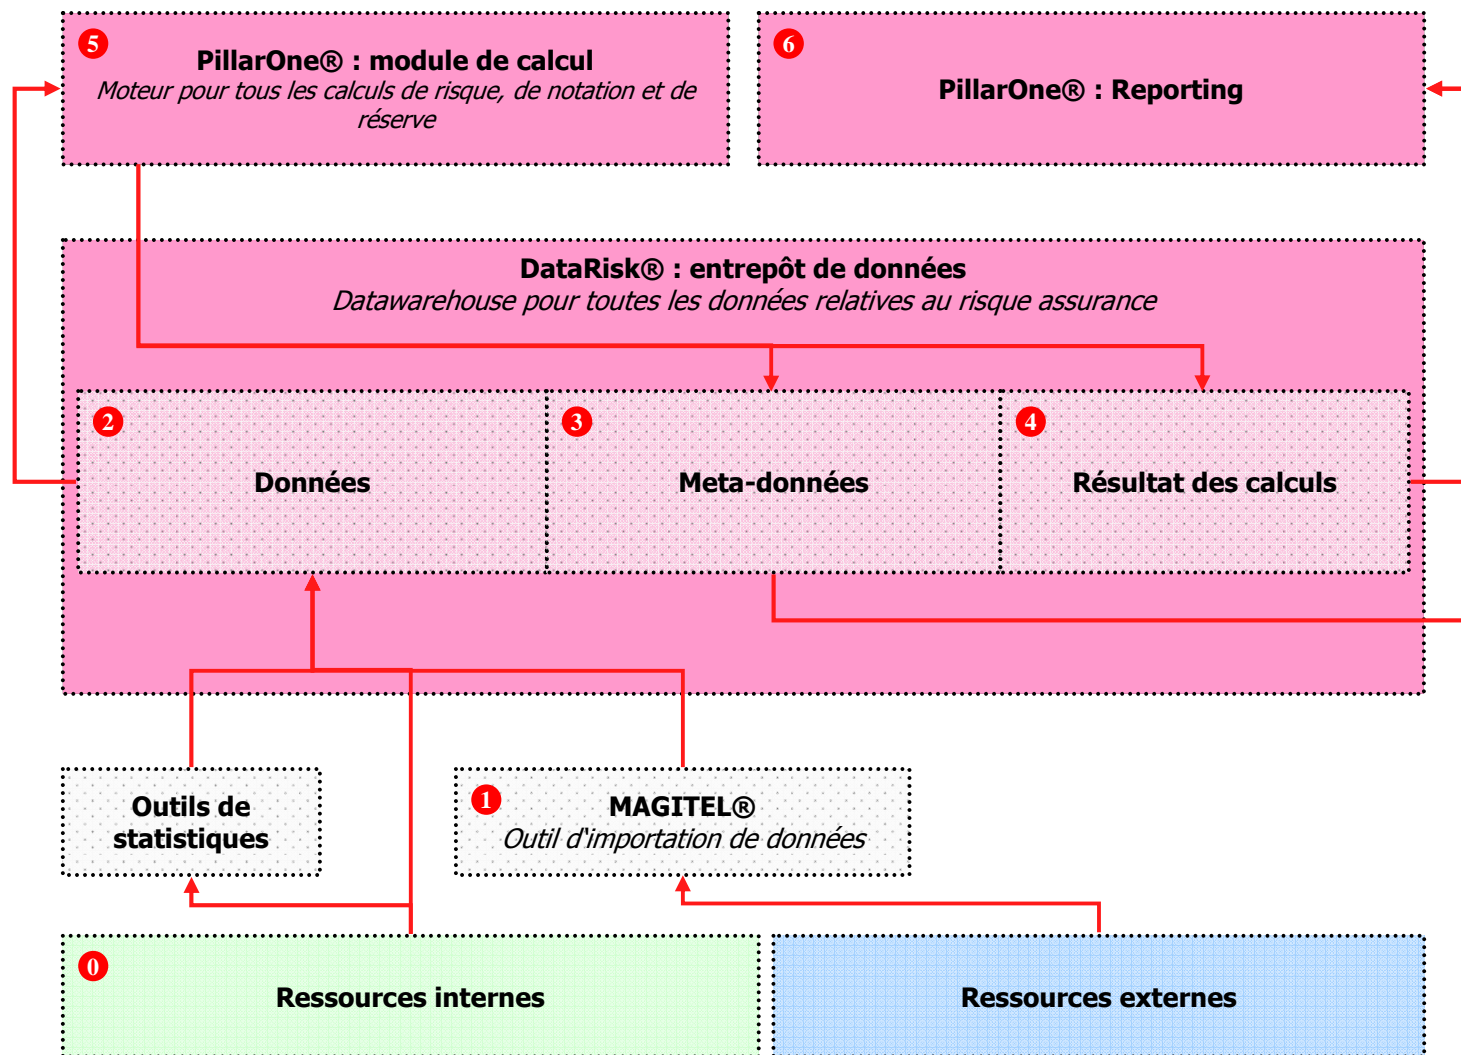 5
PillarOne® : module de calcul
Moteur pour tous les calculs de risque, de notation et de
réserve
6
PillarOne® : Reporting
DataRisk® : entrepôt de données
Datawarehouse pour toutes les données relatives au risque assurance
2
Données
3
Meta-données
4
Résultat des calculs
Outils de
statistiques
1
MAGITEL®
Outil d'importation de données
0
Ressources internes
Ressources externes